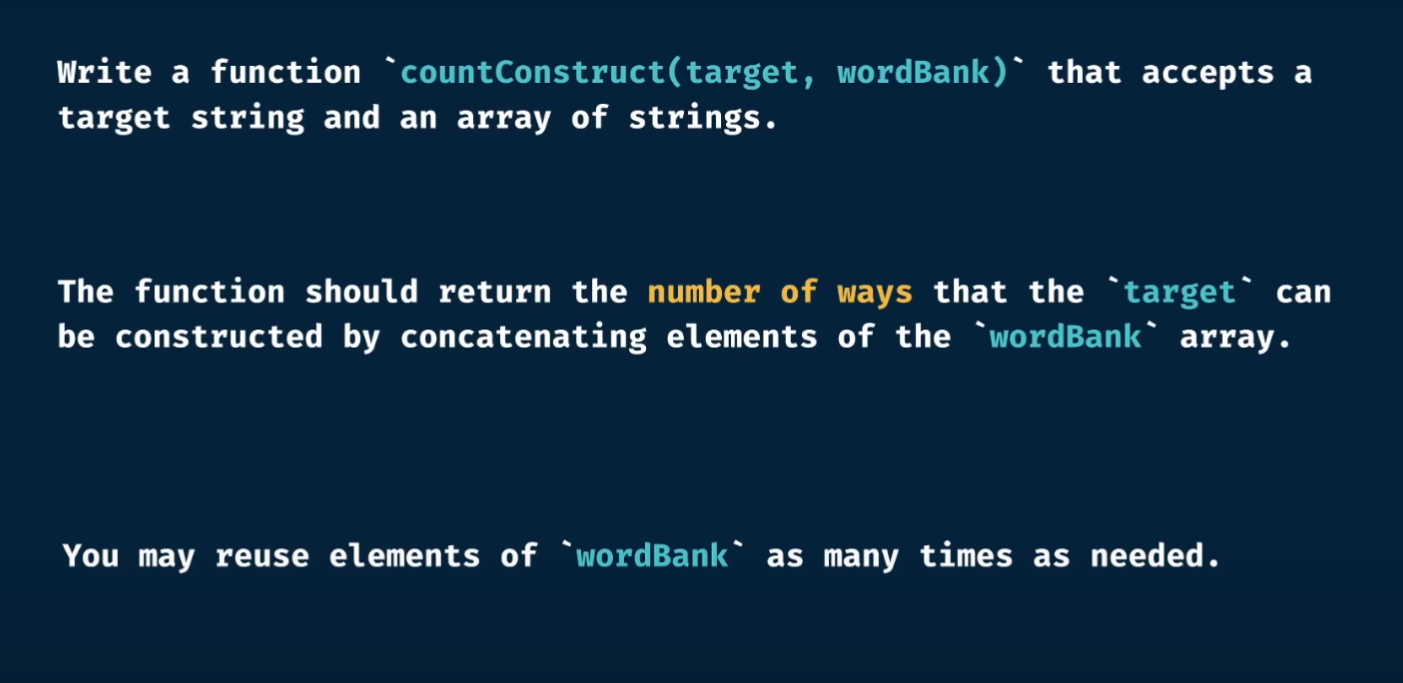 Write a function `countConstruct(target, wordBank)` that accepts a
target string and an array of strings.
The function should return the number of ways that the `target` can
be constructed by concatenating elements of the `wordBank` array.
You may reuse elements of `wordBank` as many times as needed.